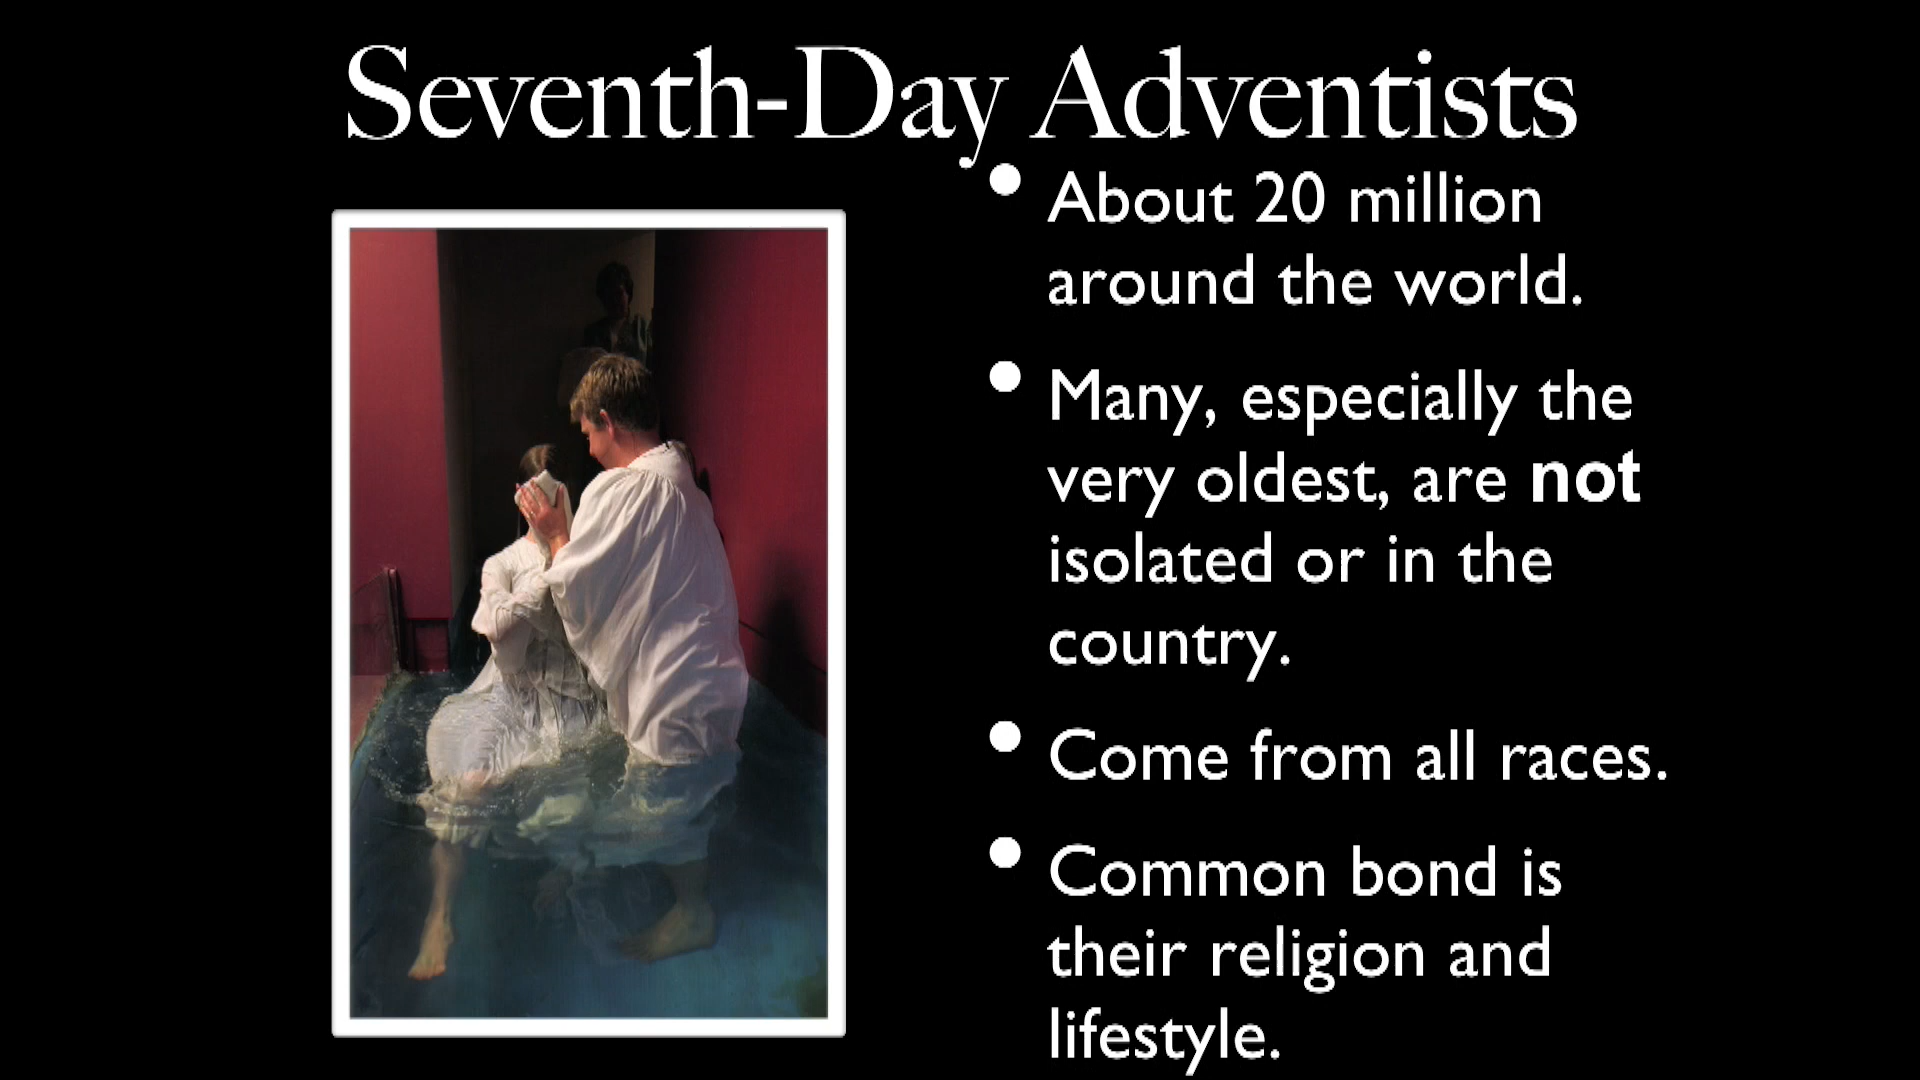 Seventh-Day Adventists
• About 20 million
around the world.
• Many, especially the
very oldest, are not
isolated or in the
country.
• Come from all races.
• Common bond is
their religion and
lifestyle.